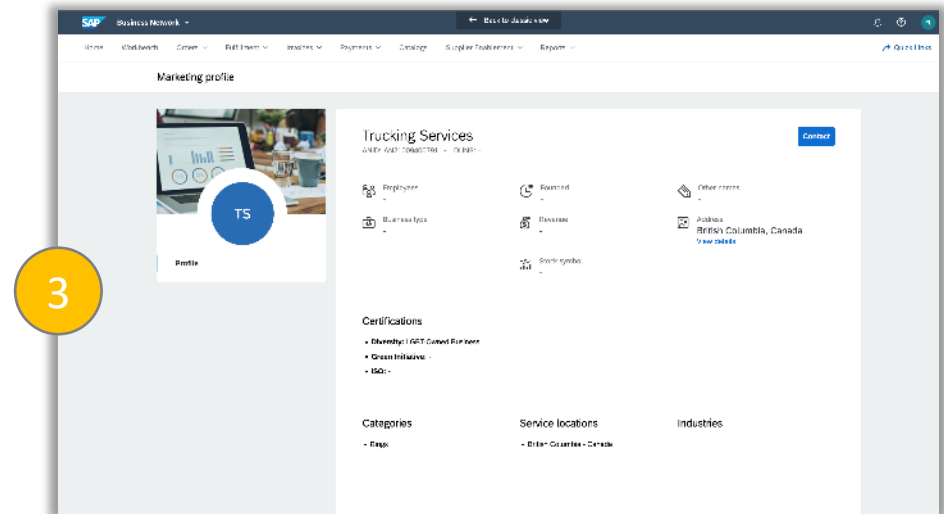 SAP Business Network
← Back to classic view
Home Workbench Orders Fulfillment Invoices Payments Catalogs Supplier Enablement Reports Quick Links
Marketing profile
Trucking Services
Contact
Employees
-
Founded
-
Other names
-
TS
Business type
-
Revenue
-
Address
British Columbia, Canada
View details
Profile
Stock symbol
-
3
Certifications
• Diversity: LGBT-Owned Business
• Green Initiative: -
• ISO: -
Categories
Service locations
Industries
- Rings
- British Columbia - Canada